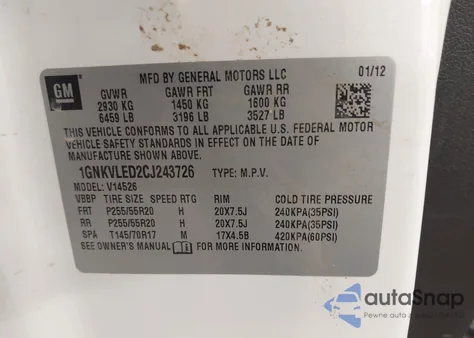 GM
MFD BY GENERAL MOTORS LLC 01/12
GVWR GAWR FRT GAWR RR
2930 KG 1450 KG 1600 KG
6459 LB 3196 LB 3527 LB
THIS VEHICLE CONFORMS TO ALL APPLICABLE U.S. FEDERAL MOTOR
VEHICLE SAFETY STANDARDS IN EFFECT ON THE DATE OF
MANUFACTURE SHOWN ABOVE.
1GNKVLED2CJ243726 TYPE: M.P.V.
MODEL: V14526
VBBP TIRE SIZE SPEED RTG RIM COLD TIRE PRESSURE
FRT P255/55R20 H 20X7.5J 240KPA(35PSI)
RR P255/55R20 H 20X7.5J 240KPA(35PSI)
SPA T145/70R17 M 17X4.5B 420KPA(60PSI)
SEE OWNER'S MANUAL FOR MORE INFORMATION.
autoSnap
Pewne auto z